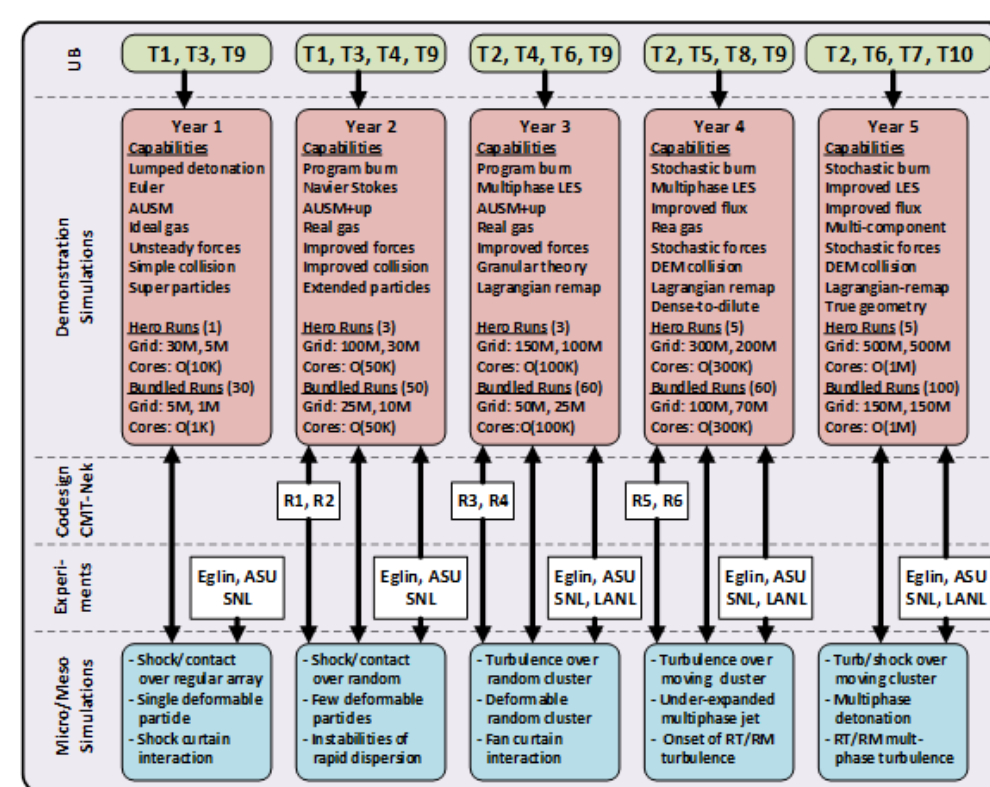 UB
T1, T3, T9
T1, T3, T4, T9
T2, T4, T6, T9
T2, T5, T8, T9
T2, T6, T7, T10
Demonstration
Simulations
Year 1
Capabilities
Lumped detonation
Euler
AUSM
Ideal gas
Unsteady forces
Simple collision
Super particles
Hero Runs (1)
Grid: 30M, 5M
Cores: O(10K)
Bundled Runs (30)
Grid: 5M, 1M
Cores: O(1K)
Year 2
Capabilities
Program burn
Navier Stokes
AUSM+up
Real gas
Improved forces
Improved collision
Extended particles
Hero Runs (3)
Grid: 100M, 30M
Cores: O(50K)
Bundled Runs (50)
Grid: 25M, 10M
Cores: O(50K)
Year 3
Capabilities
Program burn
Multiphase LES
AUSM+up
Real gas
Improved forces
Granular theory
Lagrangian remap
Hero Runs (3)
Grid: 150M, 100M
Cores: O(100K)
Bundled Runs (60)
Grid: 50M, 25M
Cores:O(100K)
Year 4
Capabilities
Stochastic burn
Multiphase LES
Improved flux
Rea gas
Stochastic forces
DEM collision
Lagrangian remap
Dense-to-dilute
Hero Runs (5)
Grid: 300M, 200M
Cores: O(300K)
Bundled Runs (60)
Grid: 100M, 70M
Cores: O(300K)
Year 5
Capabilities
Stochastic burn
Improved LES
Improved flux
Multi-component
Stochastic forces
DEM collision
Lagrangian-remap
True geometry
Hero Runs (5)
Grid: 500M, 500M
Cores: O(1M)
Bundled Runs (100)
Grid: 150M, 150M
Cores: O(1M)
Codesign
CMT-Nek
R1, R2
R3, R4
R5, R6
Experi-
ments
Eglin, ASU
SNL
Eglin, ASU
SNL
Eglin, ASU
SNL, LANL
Eglin, ASU
SNL, LANL
Eglin, ASU
SNL, LANL
Micro/Meso
Simulations
- Shock/contact
over regular array
- Single deformable
particle
- Shock curtain
interaction
- Shock/contact
over random
- Few deformable
particles
- Instabilities of
rapid dispersion
- Turbulence over
random cluster
- Deformable
random cluster
- Fan curtain
interaction
- Turbulence over
moving cluster
- Under-expanded
multiphase jet
- Onset of RT/RM
turbulence
- Turb/shock over
moving cluster
- Multiphase
detonation
- RT/RM mult-
phase turbulence